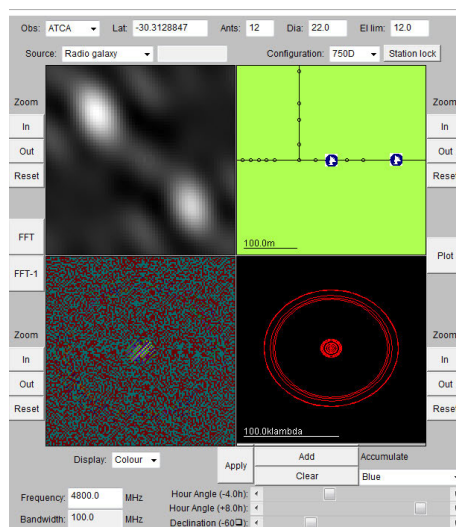 Obs: ATCA Lat: -30.3128847 Ants: 12 Dia: 22.0 El lim: 12.0
Source: Radio galaxy Configuration: 750D Station lock
Zoom Zoom
In In
Out Out
Reset Reset
100.0m
FFT Plot
FFT-1
Zoom Zoom
In In
Out Out
Reset Reset
100.0klambda
Display: Colour Apply Add Accumulate
Clear Blue
Frequency: 4800.0 MHz Hour Angle (-4.0h):
Hour Angle (+8.0h):
Bandwidth: 100.0 MHz Declination (-60❑):